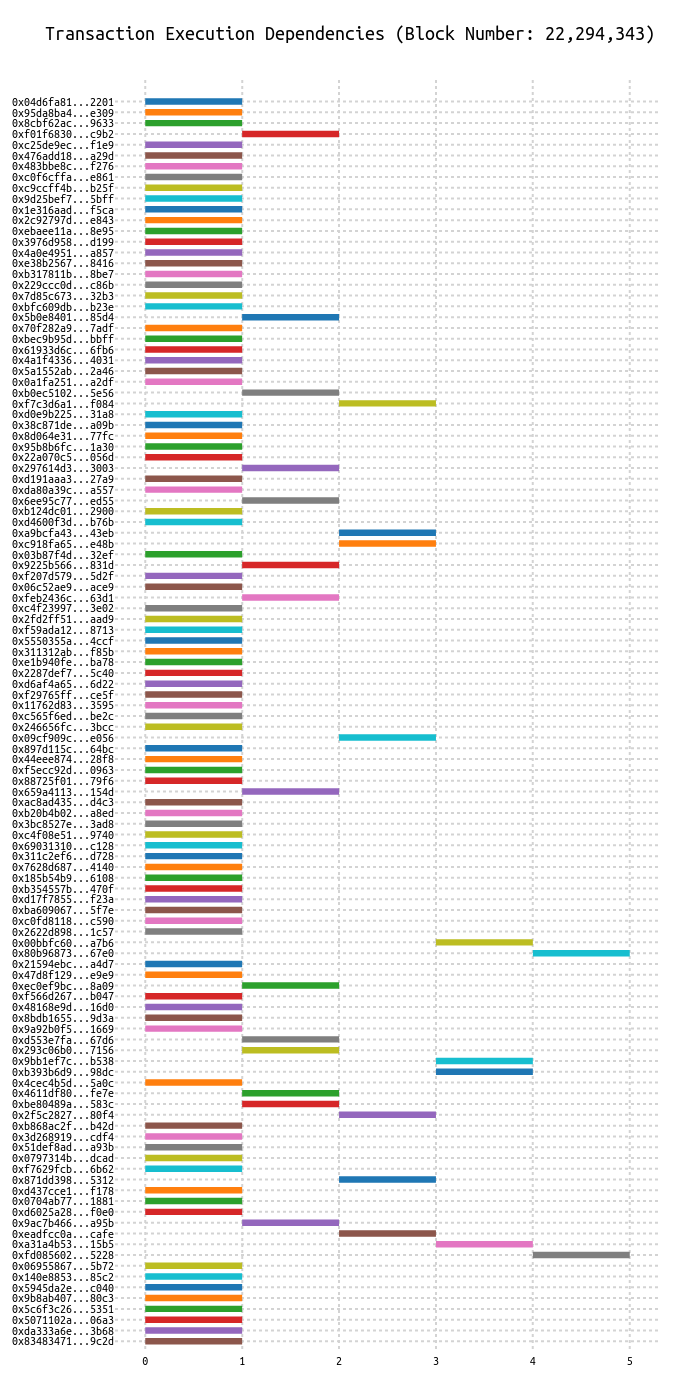 Transaction Execution Dependencies (Block Number: 22,294,343)
0x04d6fa81...2201
0x95da8ba4...e309
0x8cbf62ac...9633
0xf01f6830...c9b2
0xc25de9ec...f1e9
0x476add18...a29d
0x483bbe8c...f276
0xc0f6cffa...e861
0xc9ccff4b...b25f
0x9d25bef7...5bff
0x1e316aad...f5ca
0x2c92797d...e843
0xebaee11a...8e95
0x3976d958...d199
0x4a0e4951...a857
0xe38b2567...8416
0xb317811b...8be7
0x229ccc0d...c86b
0x7d85c673...32b3
0xbfc609db...b23e
0x5b0e8401...85d4
0x70f282a9...7adf
0xbec9b95d...bbff
0x61933d6c...6fb6
0x4a1f4336...4031
0x5a1552ab...2a46
0x0a1fa251...a2df
0xb0ec5102...5e56
0xf7c3d6a1...f084
0xd0e9b225...31a8
0x38c871de...a09b
0x8d064e31...77fc
0x95b8b6fc...1a30
0x22a070c5...056d
0x297614d3...3003
0xd191aaa3...27a9
0xda80a39c...a557
0x6ee95c77...ed55
0xb124dc01...2900
0xd4600f3d...b76b
0xa9bcfa43...43eb
0xc918fa65...e48b
0x03b87f4d...32ef
0x9225b566...831d
0xf207d579...5d2f
0x06c52ae9...ace9
0xfeb2436c...63d1
0xc4f23997...3e02
0x2fd2ff51...aad9
0xf59ada12...8713
0x5550355a...4ccf
0x311312ab...f85b
0xe1b940fe...ba78
0x2287def7...5c40
0xd6af4a65...6d22
0xf29765ff...ce5f
0x11762d83...3595
0xc565f6ed...be2c
0x246656fc...3bcc
0x09cf909c...e056
0x897d115c...64bc
0x44eee874...28f8
0xf5ecc92d...0963
0x88725f01...79f6
0x659a4113...154d
0xac8ad435...d4c3
0xb20b4b02...a8ed
0x3bc8527e...3ad8
0xc4f08e51...9740
0x69031310...c128
0x311c2ef6...d728
0x7628d687...4140
0x185b54b9...6108
0xb354557b...470f
0xd17f7855...f23a
0xba609067...5f7e
0xc0fd8118...c590
0x2622d898...1c57
0x00bbfc60...a7b6
0x80b96873...67e0
0x21594ebc...a4d7
0x47d8f129...e9e9
0xec0ef9bc...8a09
0xf566d267...b047
0x48168e9d...16d0
0x8bdb1655...9d3a
0x9a92b0f5...1669
0xd553e7fa...67d6
0x293c06b0...7156
0x9bb1ef7c...b538
0xb393b6d9...98dc
0x4cec4b5d...5a0c
0x4611df80...fe7e
0xbe80489a...583c
0x2f5c2827...80f4
0xb868ac2f...b42d
0x3d268919...cdf4
0x51def8ad...a93b
0x0797314b...dcad
0xf7629fcb...6b62
0x871dd398...5312
0xd437cce1...f178
0x0704ab77...1881
0xd6025a28...f0e0
0x9ac7b466...a95b
0xeadfcc0a...cafe
0xa31a4b53...15b5
0xfd085602...5228
0x06955867...5b72
0x140e8853...85c2
0x5945da2e...c040
0x9b8ab407...80c3
0x5c6f3c26...5351
0x5071102a...06a3
0xda333a6e...3b68
0x83483471...9c2d
0 1 2 3 4 5